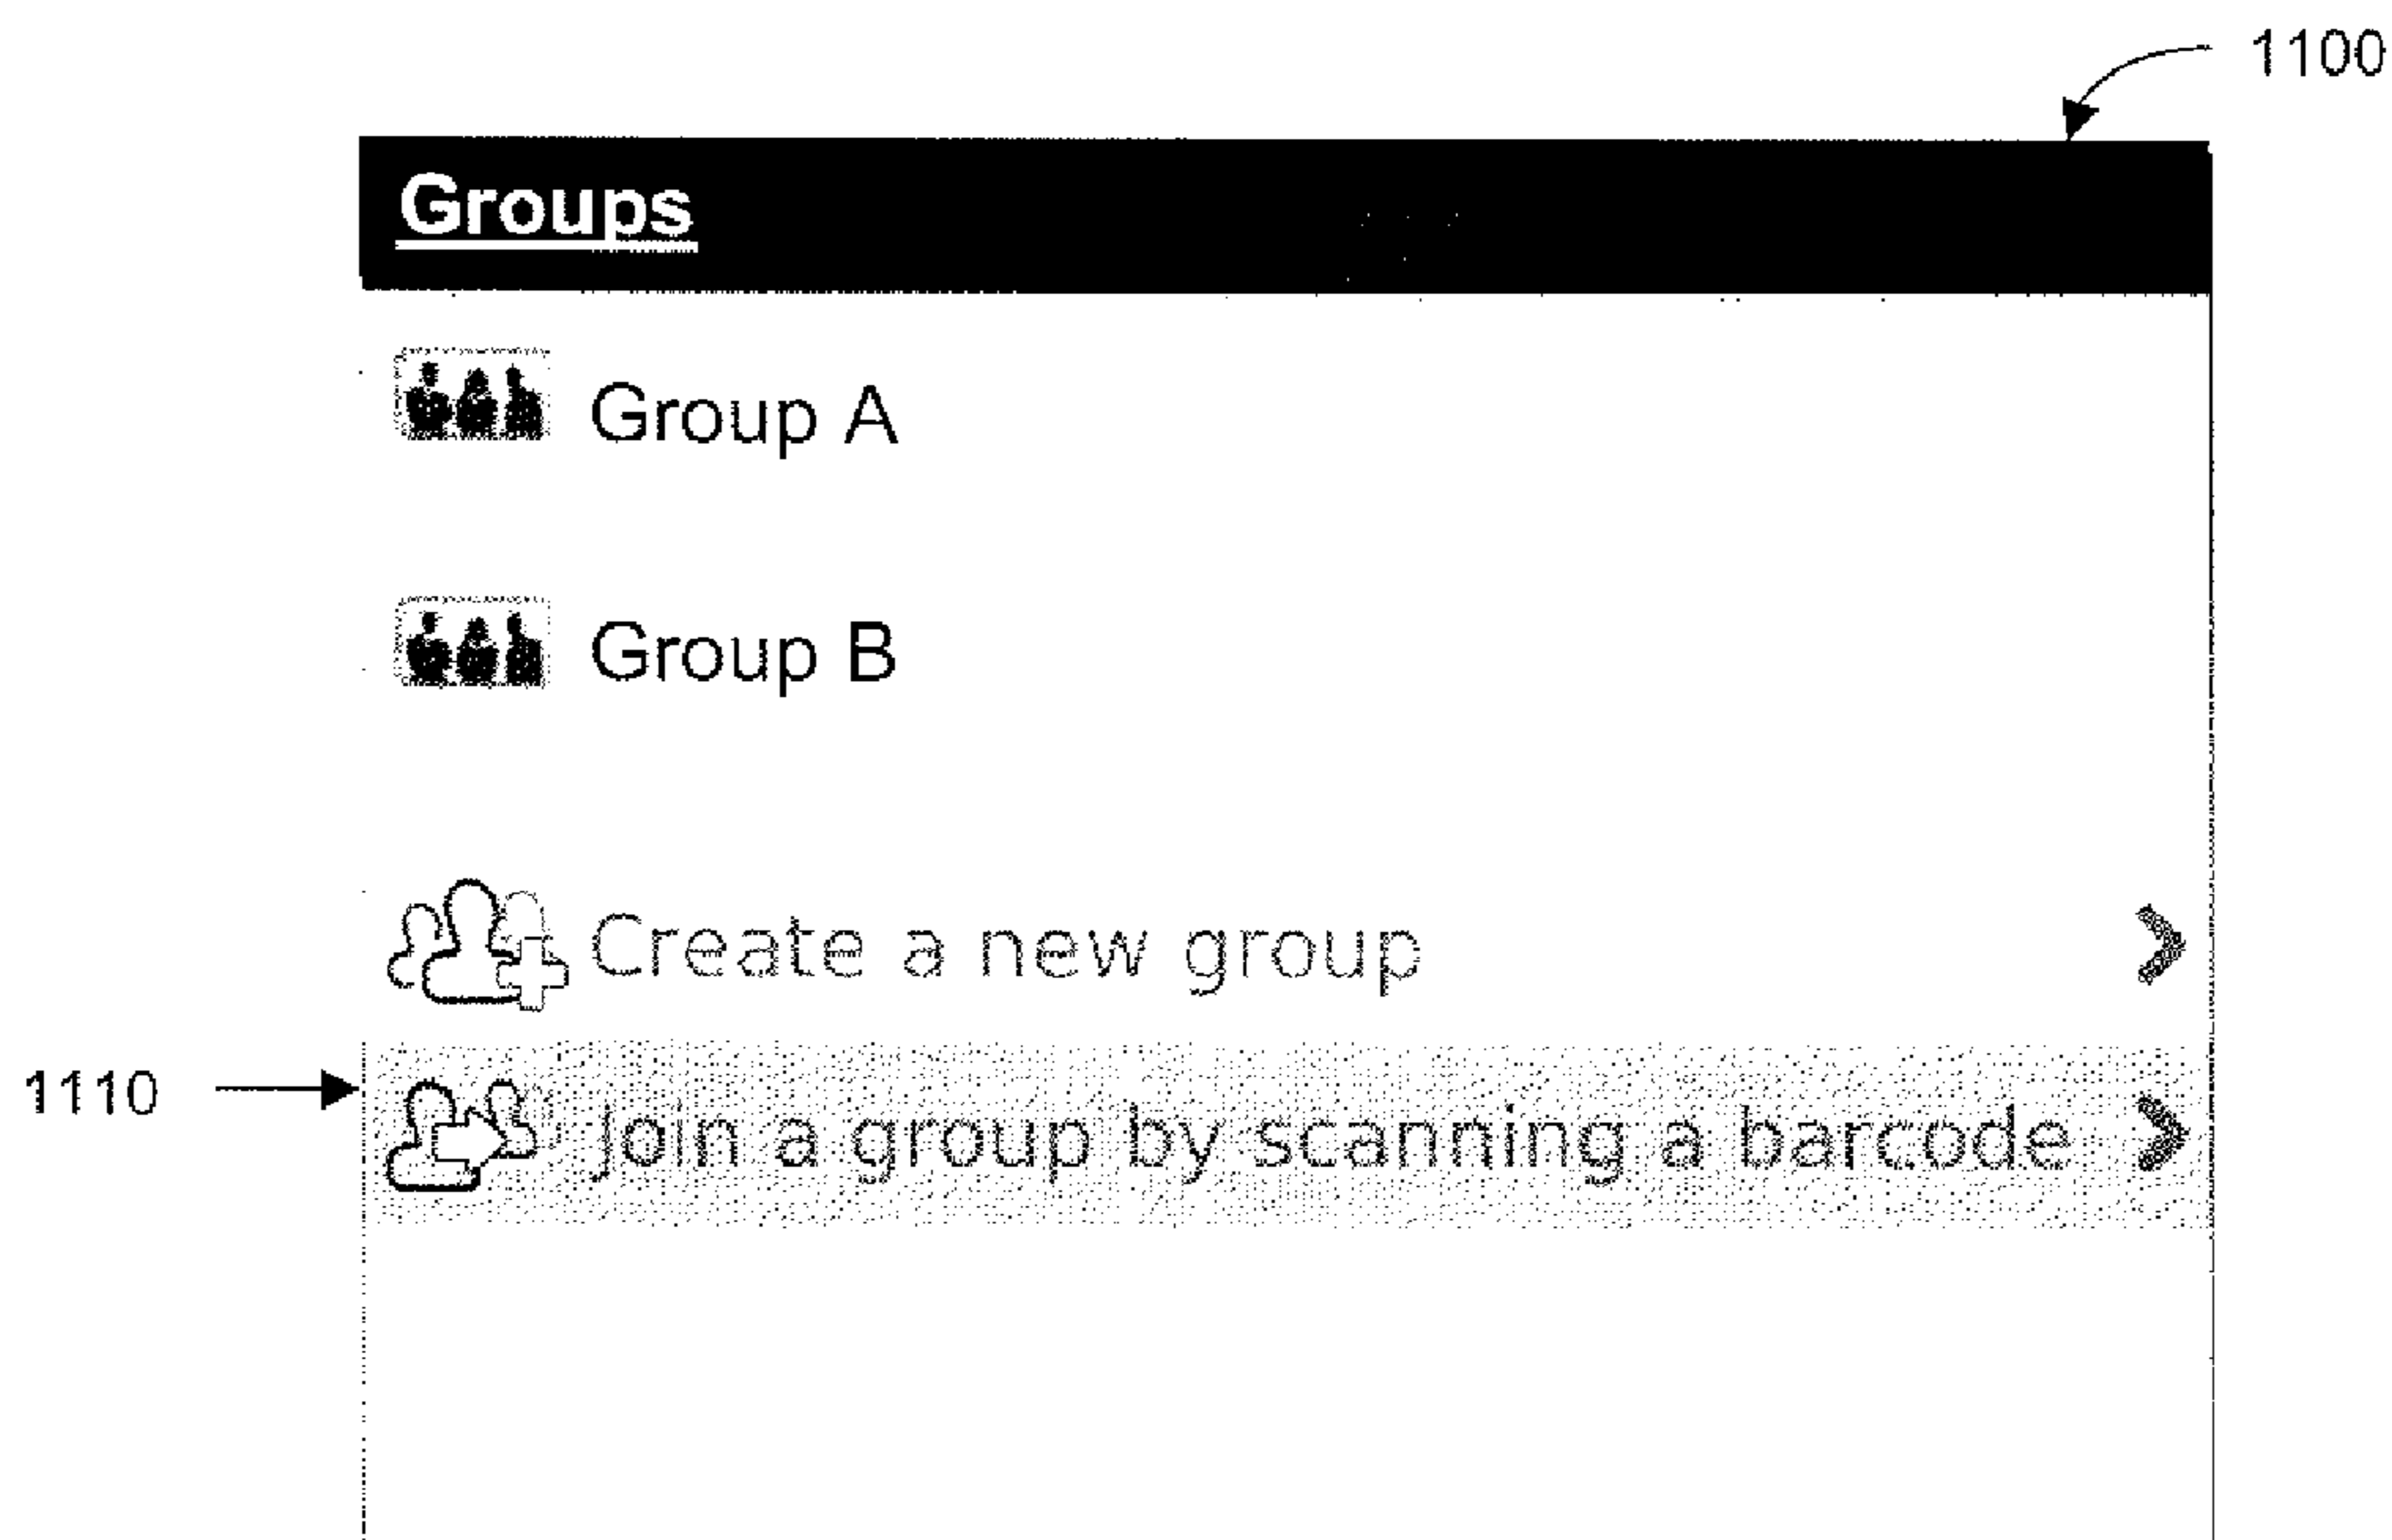 1100
Groups
Group A
Group B
Create a new group
1110
Join a group by scanning a barcode